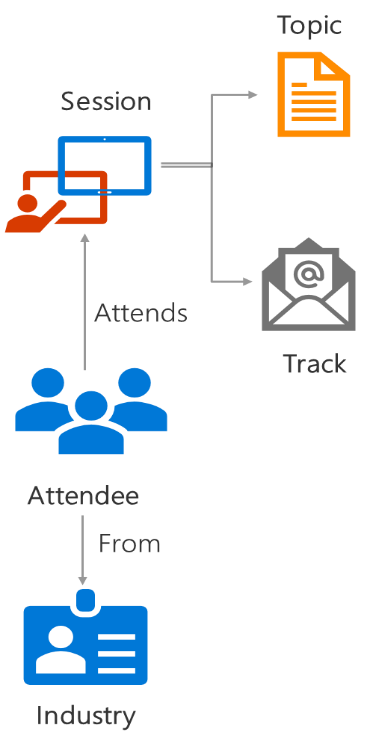 Topic
Session
@
Attends
Track
Attendee
From
Industry